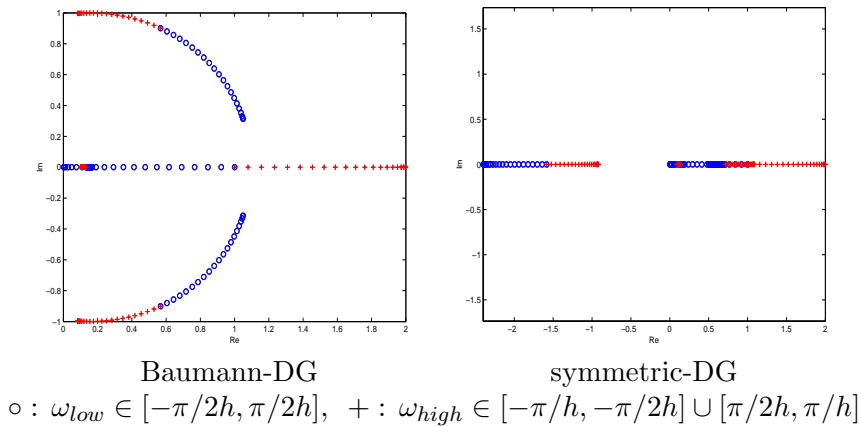 1
0.8
0.6
0.4
0.2
0
−0.2
−0.4
−0.6
−0.8
−1
Im
0 0.2 0.4 0.6 0.8 1 1.2 1.4 1.6 1.8 2
Re
1.5
1
0.5
0
−0.5
−1
−1.5
Im
−2 −1.5 −1 −0.5 0 0.5 1 1.5 2
Re
Baumann-DG
symmetric-DG
∘ : ω_{low} ∈ [−π/2h, π/2h], + : ω_{high} ∈ [−π/h, −π/2h] ∪ [π/2h, π/h]